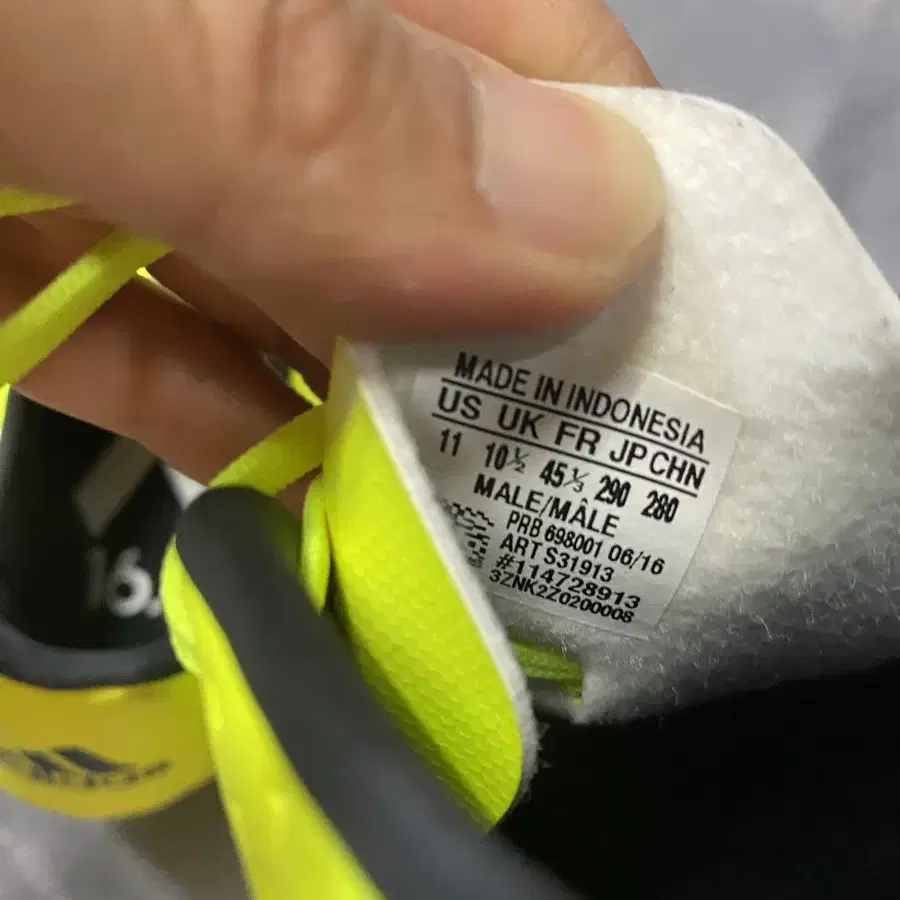 MADE IN INDONESIA
US UK FR JP CHN
11 10½ 45⅓ 290 280
MALE/MÂLE
PRB 698001 06/16
ART S31913
#114728913
3ZNK2Z0200008
16.